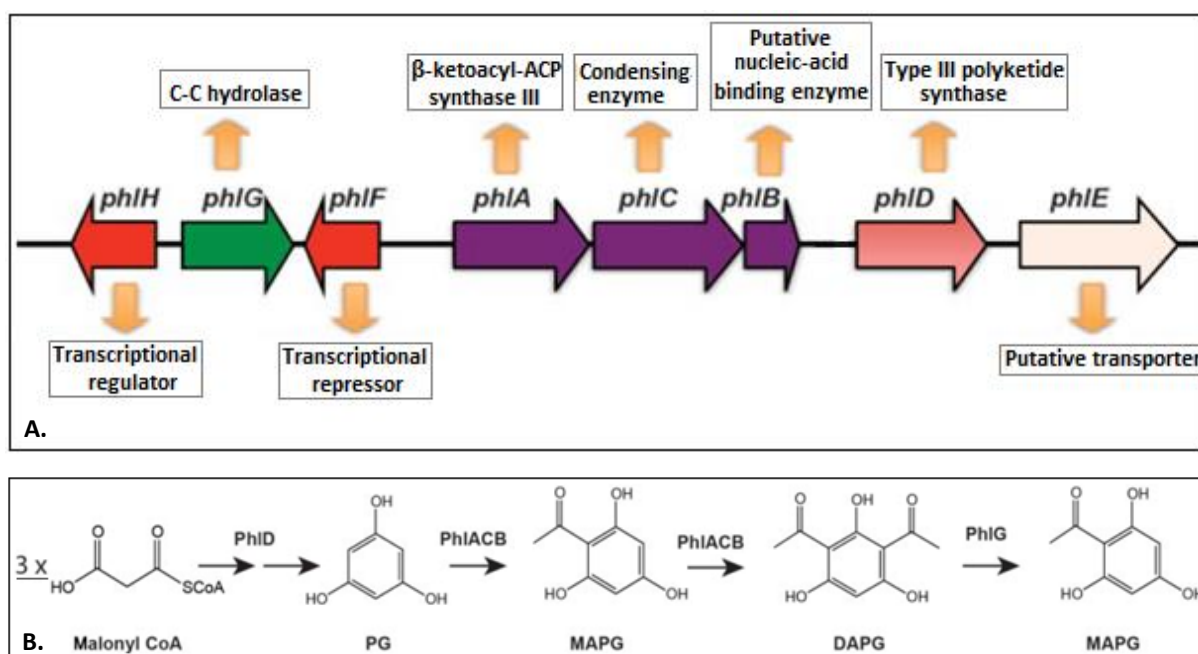 β-ketoacyl-ACP
synthase III
Condensing
enzyme
Putative
nucleic-acid
binding enzyme
Type III polyketide
synthase
C-C hydrolase
phlH
phlG
phlF
phlA
phlC
phlB
phlD
phlE
Transcriptional
regulator
Transcriptional
repressor
Putative transporter
A.
3 x
O
O
HO
SCoA
PhlD
OH
HO
OH
PhlACB
O
OH
HO
OH
PhlACB
O
OH
O
HO
OH
PhlG
O
OH
HO
OH
B.
Malonyl CoA
PG
MAPG
DAPG
MAPG